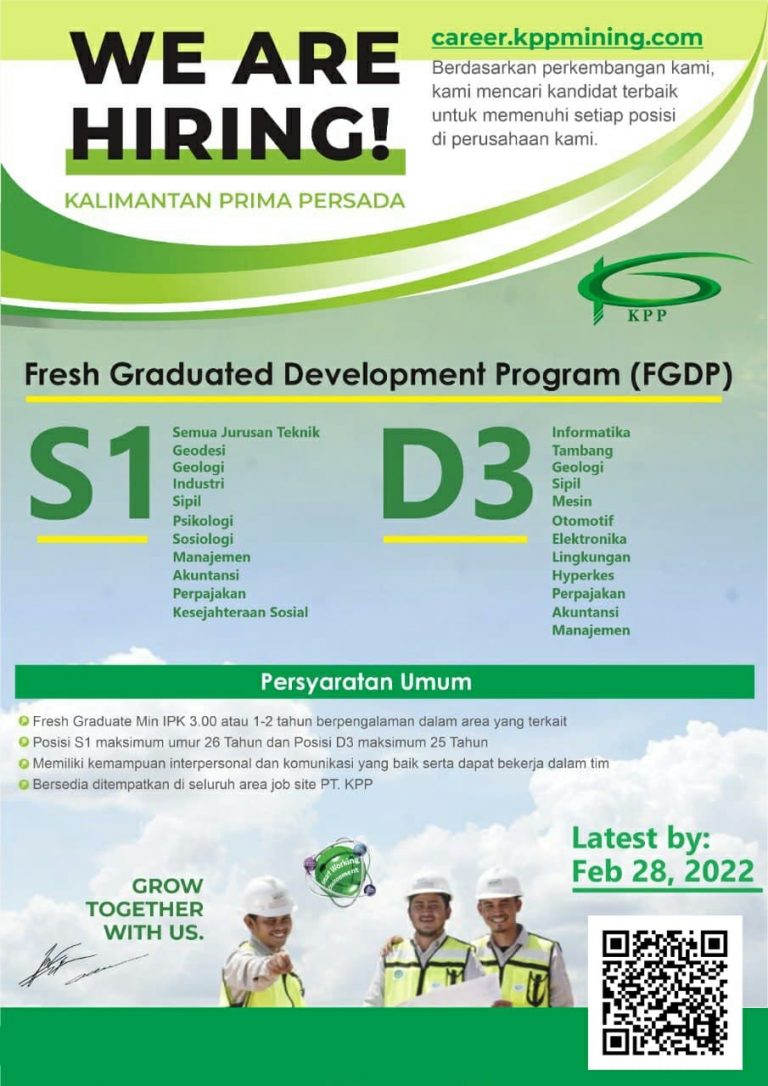 WE ARE
HIRING!
KALIMANTAN PRIMA PERSADA
career.kppmining.com
Berdasarkan perkembangan kami,
kami mencari kandidat terbaik
untuk memenuhi setiap posisi
di perusahaan kami.
KPP
Fresh Graduated Development Program (FGDP)
S1
Semua Jurusan Teknik
Geodesi
Geologi
Industri
Sipil
Psikologi
Sosiologi
Manajemen
Akuntansi
Perpajakan
Kesejahteraan Sosial
D3
Informatika
Tambang
Geologi
Sipil
Mesin
Otomotif
Elektronika
Lingkungan
Hyperkes
Perpajakan
Akuntansi
Manajemen
Persyaratan Umum
Fresh Graduate Min IPK 3.00 atau 1-2 tahun berpengalaman dalam area yang terkait
Posisi S1 maksimum umur 26 Tahun dan Posisi D3 maksimum 25 Tahun
Memiliki kemampuan interpersonal dan komunikasi yang baik serta dapat bekerja dalam tim
Bersedia ditempatkan di seluruh area job site PT. KPP
Latest by:
Feb 28, 2022
GROW
TOGETHER
WITH US.
Working